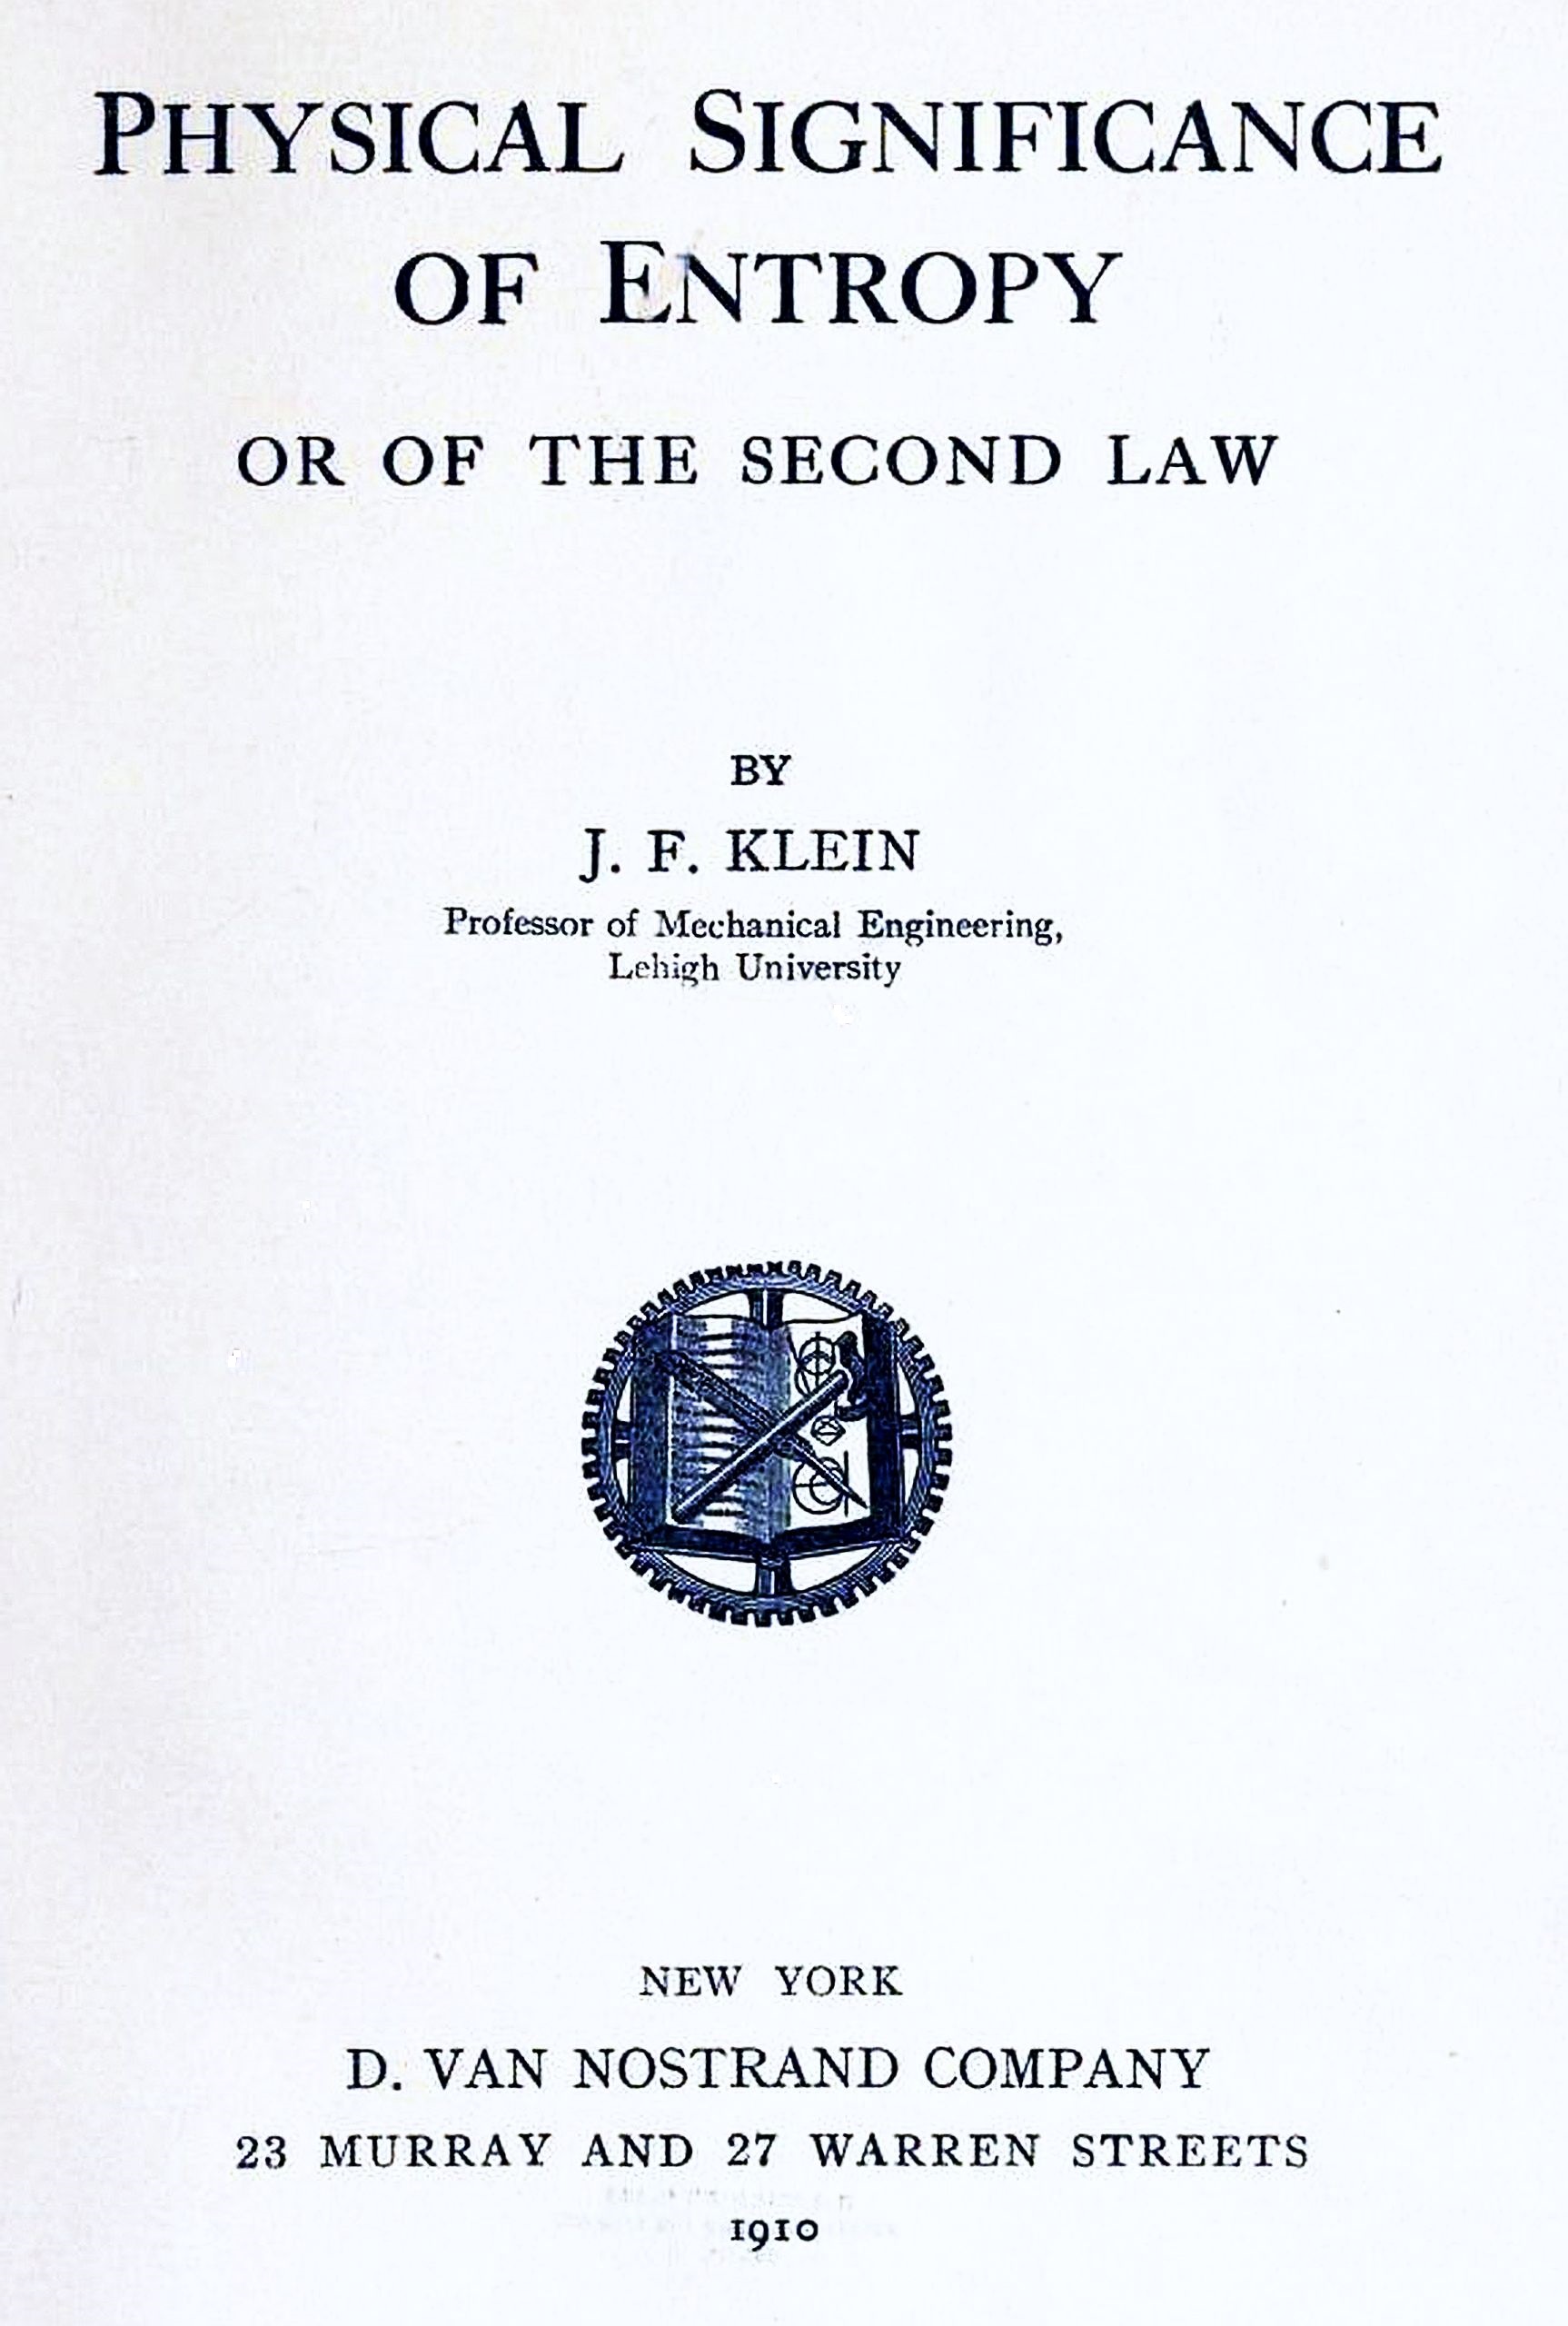 PHYSICAL SIGNIFICANCE
OF ENTROPY
OR OF THE SECOND LAW
BY
J. F. KLEIN
Professor of Mechanical Engineering,
Lehigh University
NEW YORK
D. VAN NOSTRAND COMPANY
23 MURRAY AND 27 WARREN STREETS
1910